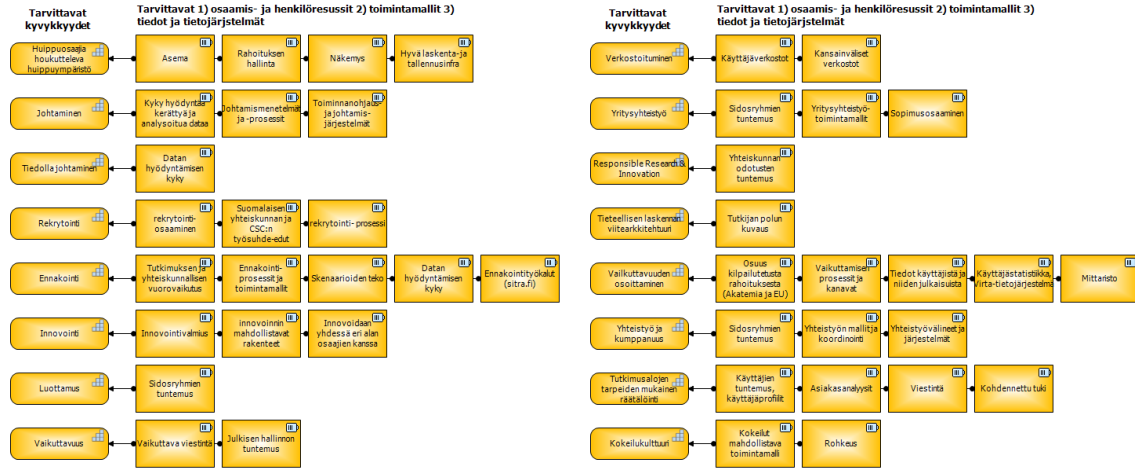 Tarvittavat
kyvykkyydet
Tarvittavat 1) osaamis- ja henkilöresussit 2) toimintamallit 3)
tiedot ja tietojärjstelmät
Huippuosaajia
houkutteleva
huippuympäristö
Asema
Rahoituksen
hallinta
Näkemys
Hyvä laskenta-ja
tallennusinfra
Johtaminen
Kyky hyödyntää
kerättyä ja
analysoitua dataa
Johtamismenetelmät
ja -prosessit
Toiminnanohjaus-
ja johtamis-
järjestelmät
Tiedolla johtaminen
Datan
hyödyntämisen
kyky
Rekrytointi
rekrytointi-
osaaminen
Suomalaisen
yhteiskunnan ja
CSC:n
työsuhde-edut
rekrytointi- prosessi
Ennakointi
Tutkimuksen ja
yhteiskunnallisen
vuorovaikutus
Ennakointi-
prosessit ja
toimintamallit
Skenaarioiden teko
Datan
hyödyntämisen
kyky
Ennakointityökalut
(sitra.fi)
Innovointi
Innovointivalmius
innovoinnin
mahdollistavat
rakenteet
Innovoidaan
yhdessä eri alan
osaajien kanssa
Luottamus
Sidosryhmien
tuntemus
Vaikuttavuus
Vaikuttava viestintä
Julkisen hallinnon
tuntemus
Tarvittavat
kyvykkyydet
Tarvittavat 1) osaamis- ja henkilöresussit 2) toimintamallit 3)
tiedot ja tietojärjstelmät
Verkostoituminen
Käyttäjäverkostot
Kansainväliset
verkostot
Yritysyhteistyö
Sidosryhmien
tuntemus
Yritysyhteistyö-
toimintamallit
Sopimusosaaminen
Responsible Research &
Innovation
Yhteiskunnan
odotusten
tuntemus
Tieteellisen laskennan
viitearkkitehtuuri
Tutkijan polun
kuvaus
Vailkuttavuuden
osoittaminen
Osuus
kilpailutetusta
rahoituksesta
(Akatemia ja EU)
Vaikuttamisen
prosessit ja
kanavat
Tiedot käyttäjistä ja
niiden julkaisuista
Käyttäjästatistiikka,
Virta-tietojärjestelmä
Mittaristo
Yhteistyö ja
kumppanuus
Sidosryhmien
tuntemus
Yhteistyön mallit ja
koordinointi
Yhteistyövälineet ja
järjestelmät
Tutkimusalojen
tarpeiden mukainen
räätälöinti
Käyttäjien
tuntemus,
käyttäjäprofiilit
Asiakasanalyysit
Viestintä
Kohdennettu tuki
Kokeilukulttuuri
Kokeilut
mahdollistava
toimintamalli
Rohkeus